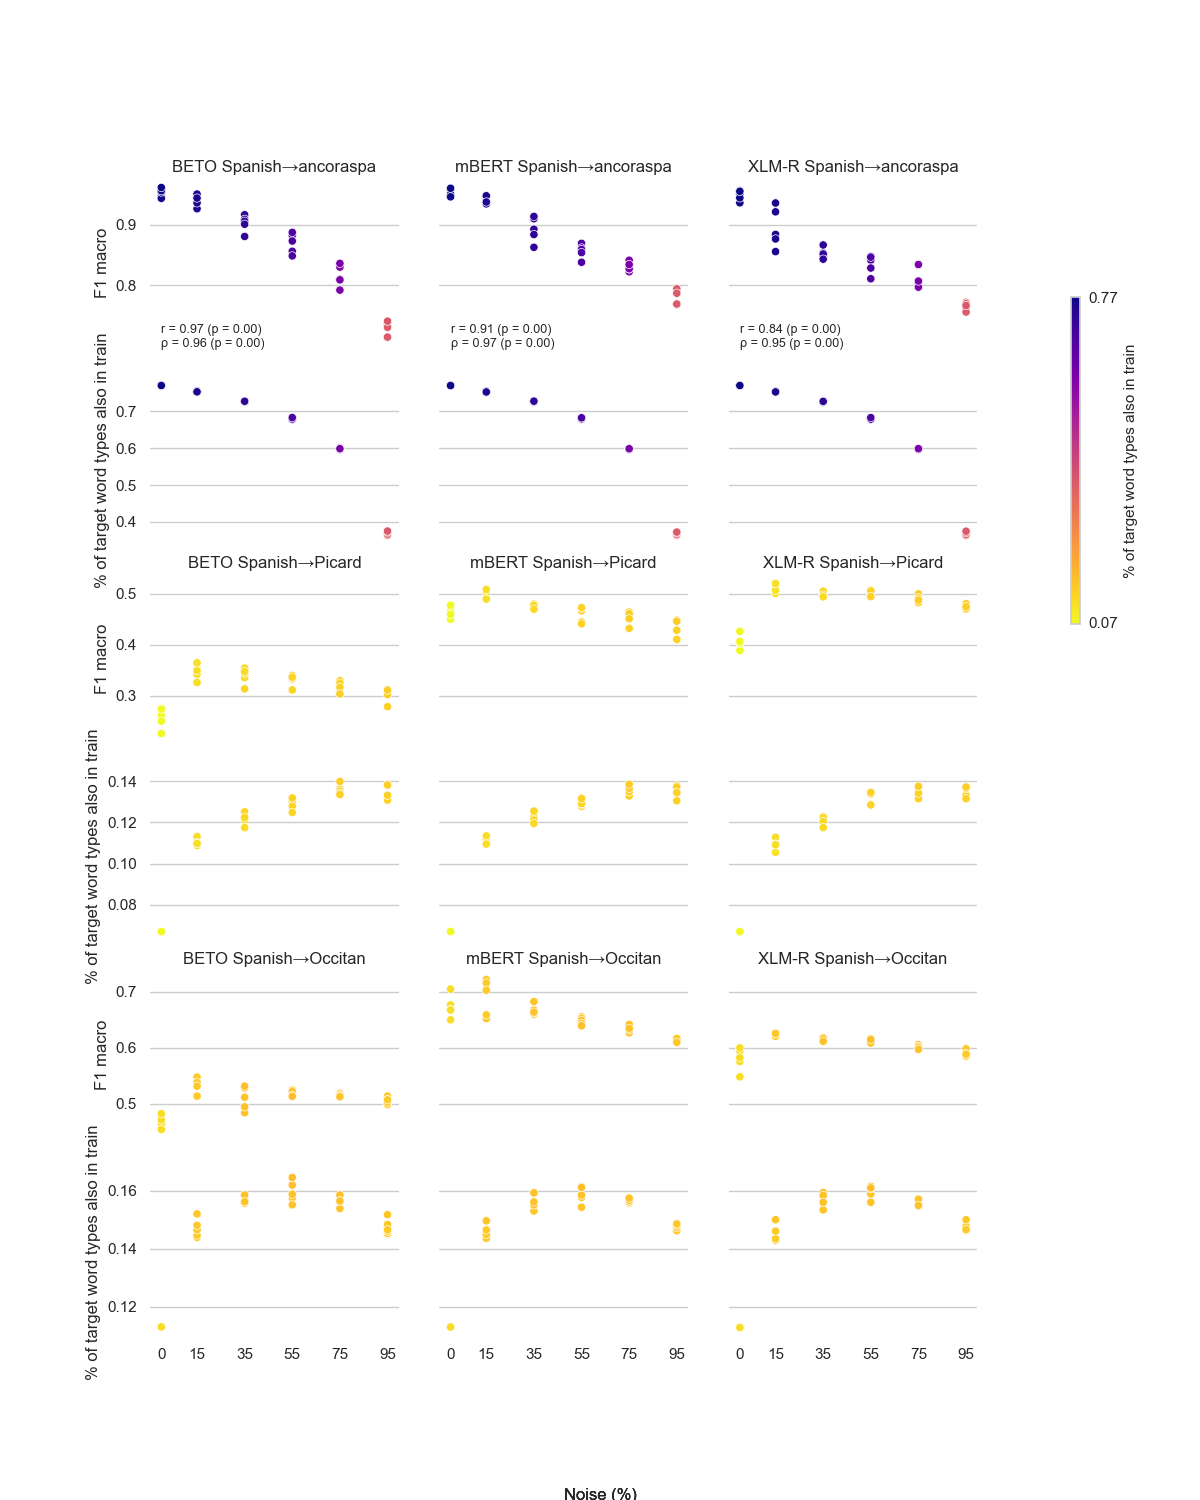 BETO Spanish→ancoraspa
mBERT Spanish→ancoraspa
XLM-R Spanish→ancoraspa
F1 macro
0.9
0.8
r = 0.97 (p = 0.00)
ρ = 0.96 (p = 0.00)
r = 0.91 (p = 0.00)
ρ = 0.97 (p = 0.00)
r = 0.84 (p = 0.00)
ρ = 0.95 (p = 0.00)
% of target word types also in train
0.7
0.6
0.5
0.4
BETO Spanish→Picard
mBERT Spanish→Picard
XLM-R Spanish→Picard
F1 macro
0.5
0.4
0.3
% of target word types also in train
0.14
0.12
0.10
0.08
BETO Spanish→Occitan
mBERT Spanish→Occitan
XLM-R Spanish→Occitan
F1 macro
0.7
0.6
0.5
% of target word types also in train
0.16
0.14
0.12
0 15 35 55 75 95
0 15 35 55 75 95
0 15 35 55 75 95
Noise (%)
0.77
0.07
% of target word types also in train